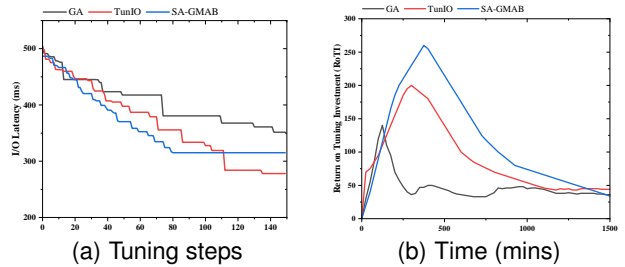 GA TunIO SA-GMAB
I/O Latency (ms)
600
500
400
300
200
0 20 40 60 80 100 120 140
(a) Tuning steps
GA TunIO SA-GMAB
Return on Tuning Investment (RoTI)
300
250
200
150
100
50
0
0 500 1000 1500
(b) Time (mins)